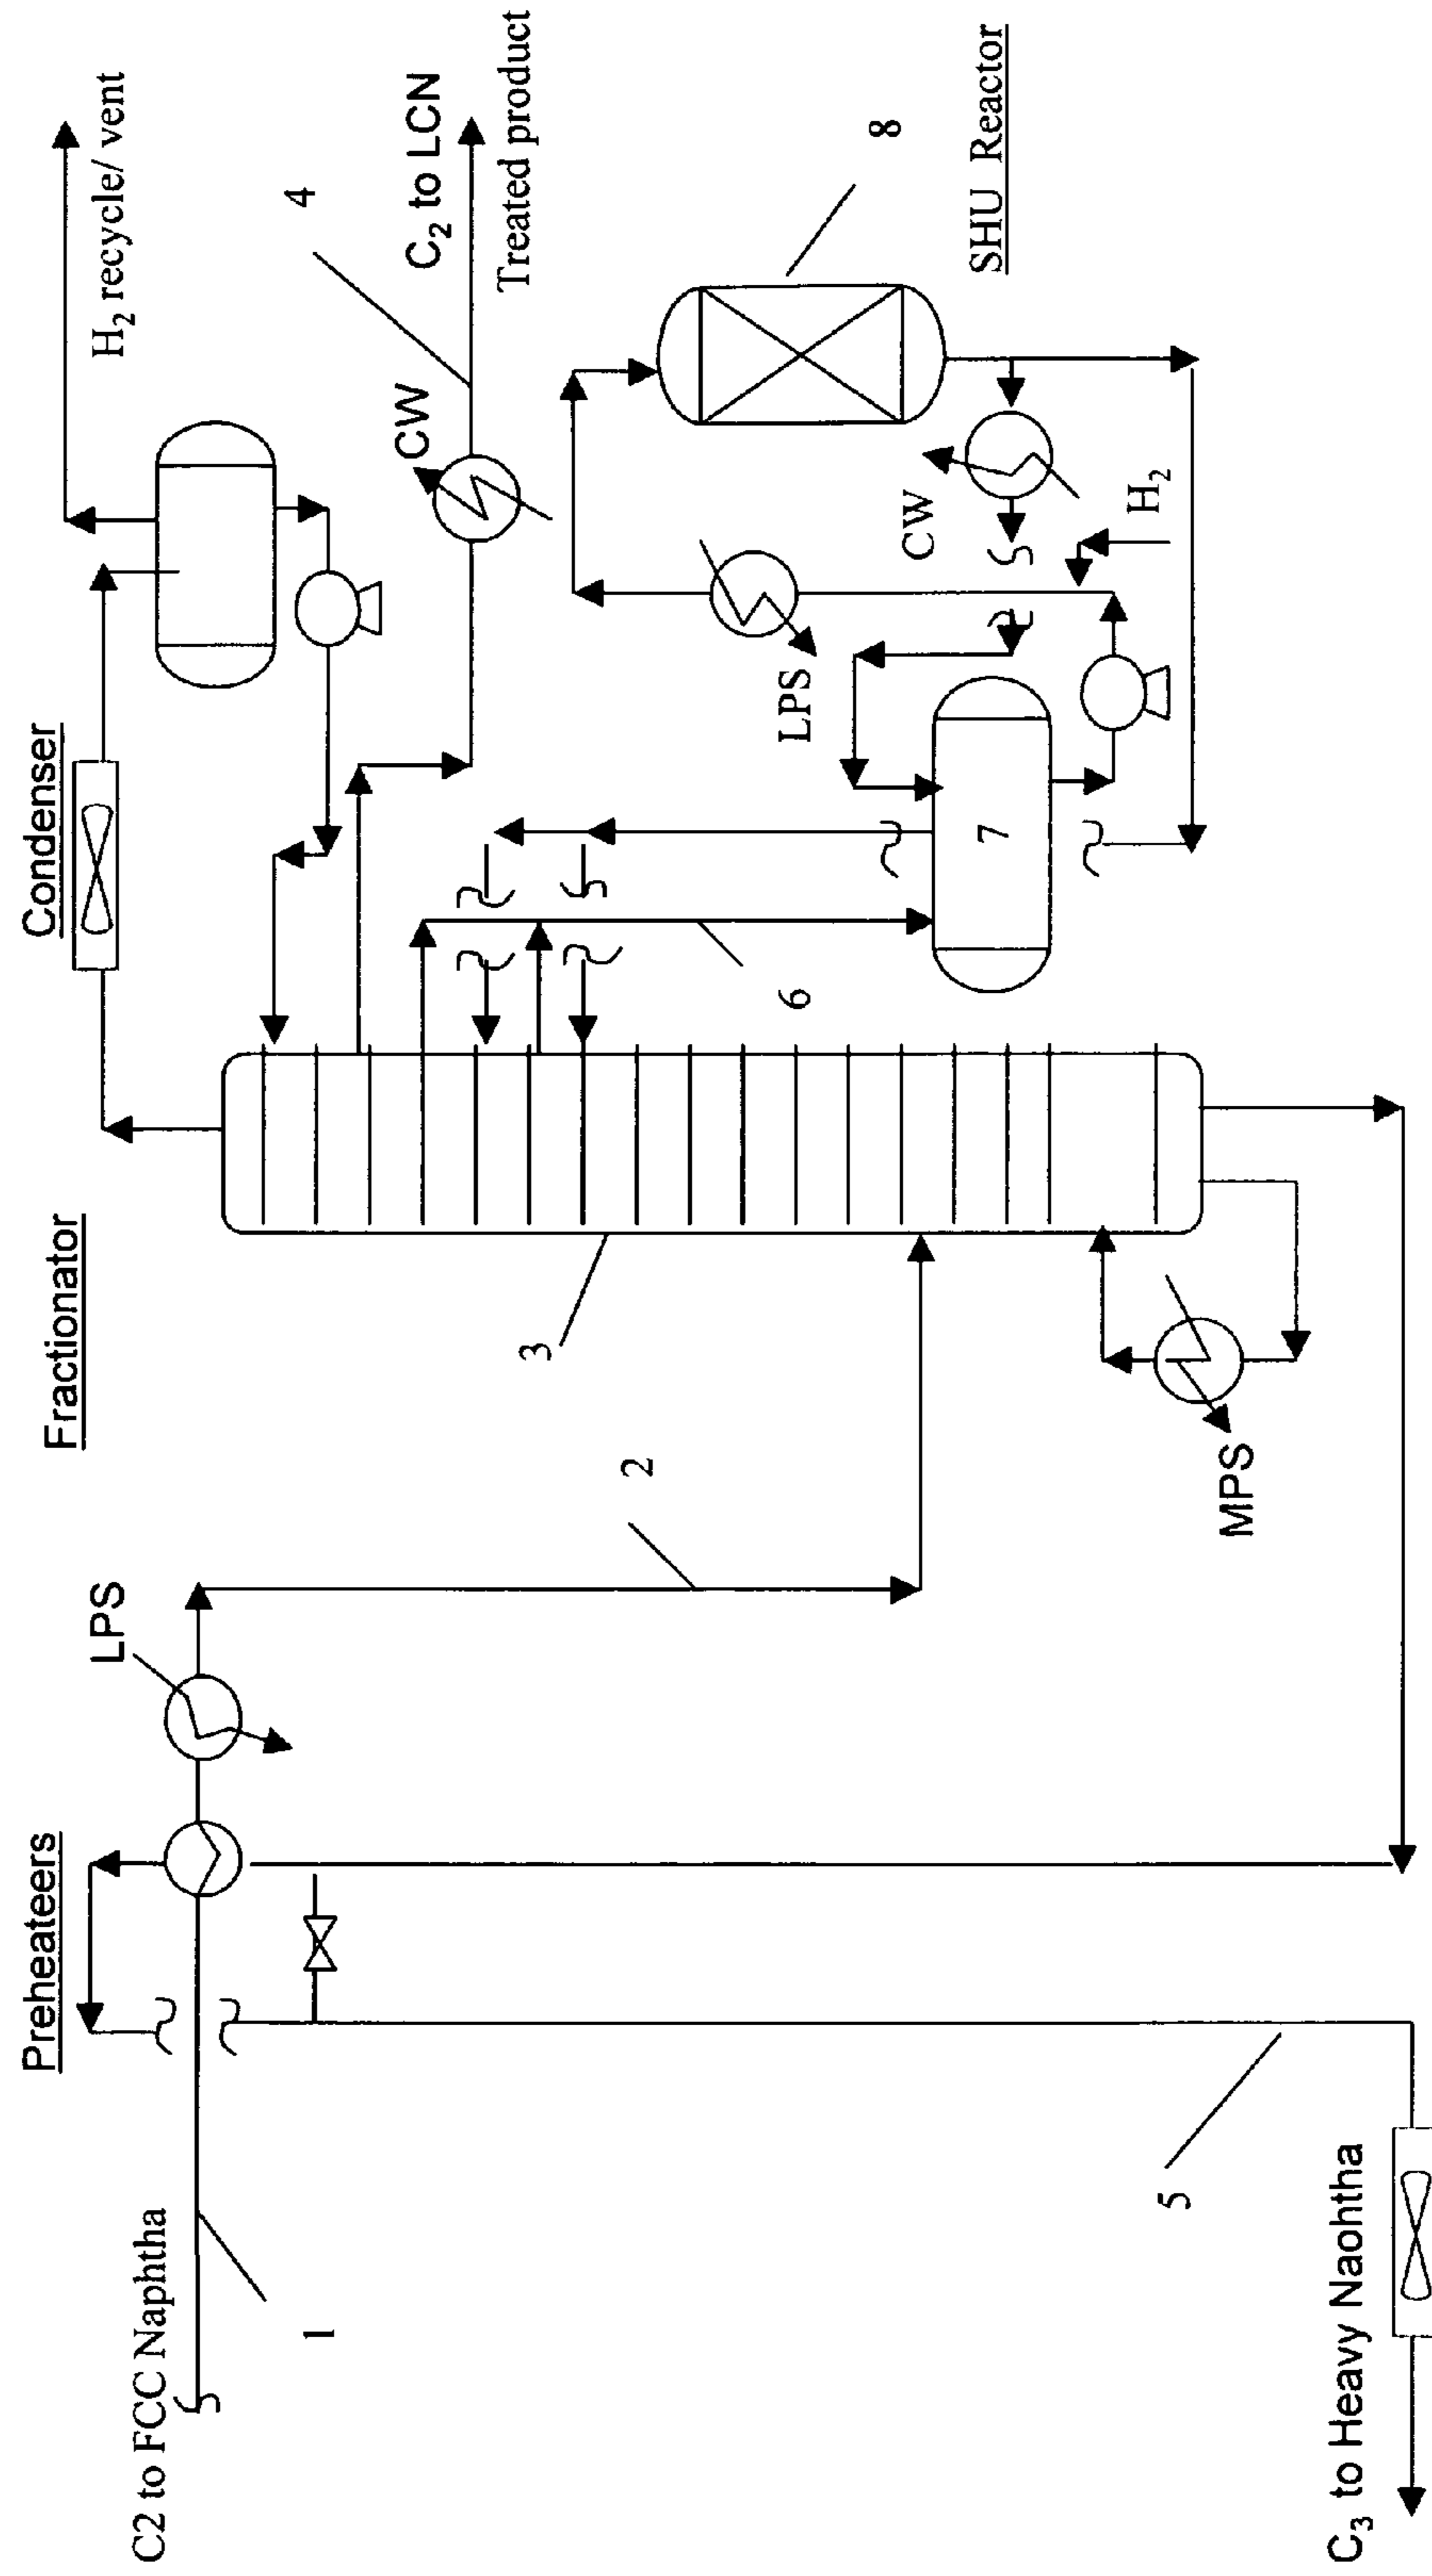 Preheateers
Fractionator
Condenser
H₂ recycle/ vent
C2 to FCC Naphtha
LPS
4
C₂ to LCN
Treated product
CW
1
2
3
8
LPS
CW
H₂
SHU Reactor
6
7
MPS
5
C₃ to Heavy Naohtha